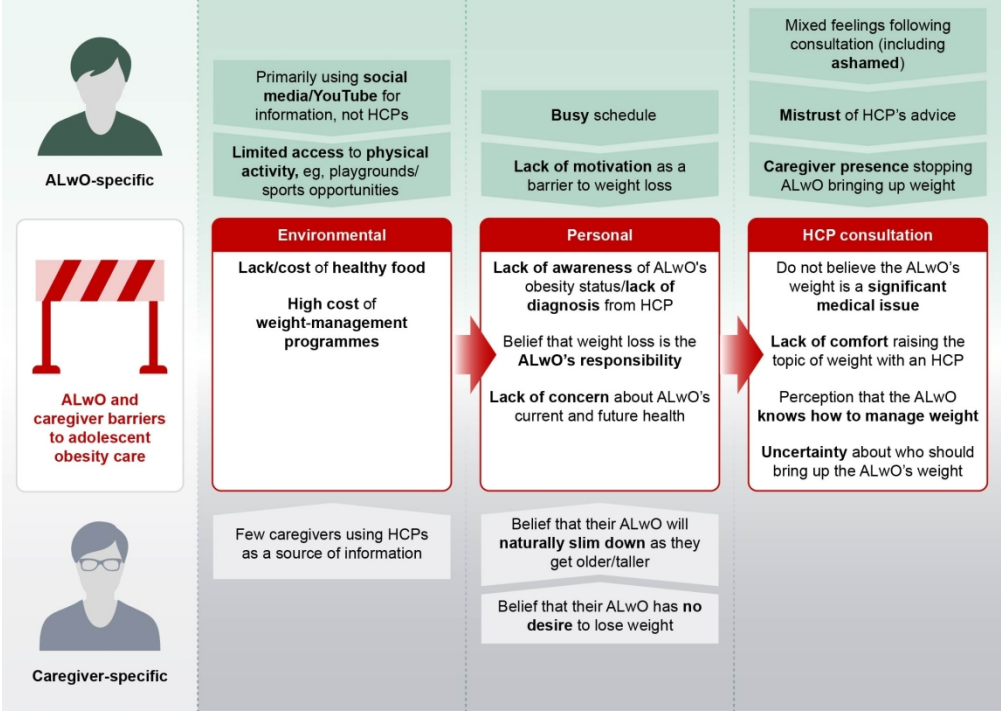 Primarily using social
media/YouTube for
information, not HCPs
Limited access to physical
activity, eg, playgrounds/
sports opportunities
Busy schedule
Lack of motivation as a
barrier to weight loss
Mixed feelings following
consultation (including
ashamed)
Mistrust of HCP's advice
Caregiver presence stopping
ALwO bringing up weight
ALwO-specific
ALwO and
caregiver barriers
to adolescent
obesity care
Environmental
Lack/cost of healthy food
High cost of
weight-management
programmes
Personal
Lack of awareness of ALwO's
obesity status/lack of
diagnosis from HCP
Belief that weight loss is the
ALwO's responsibility
Lack of concern about ALwO's
current and future health
HCP consultation
Do not believe the ALwO's
weight is a significant
medical issue
Lack of comfort raising the
topic of weight with an HCP
Perception that the ALwO
knows how to manage weight
Uncertainty about who should
bring up the ALwO's weight
Few caregivers using HCPs
as a source of information
Belief that their ALwO will
naturally slim down as they
get older/taller
Belief that their ALwO has no
desire to lose weight
Caregiver-specific